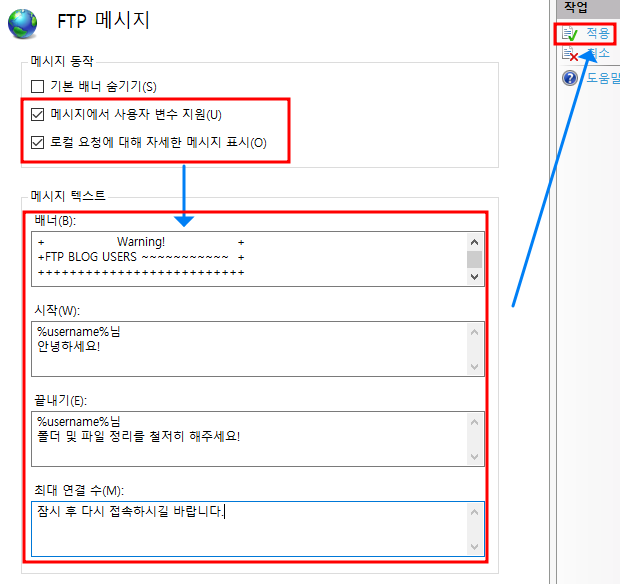 FTP 메시지
작업
적용
취소
도움말
메시지 동작
기본 배너 숨기기(S)
메시지에서 사용자 변수 지원(U)
로컬 요청에 대해 자세한 메시지 표시(O)
메시지 텍스트
배너(B):
+ Warning! +
+FTP BLOG USERS ~~~~~~~~~~~ +
++++++++++++++++++++++++++
시작(W):
%username%님
안녕하세요!
끝내기(E):
%username%님
폴더 및 파일 정리를 철저히 해주세요!
최대 연결 수(M):
잠시 후 다시 접속하시길 바랍니다.